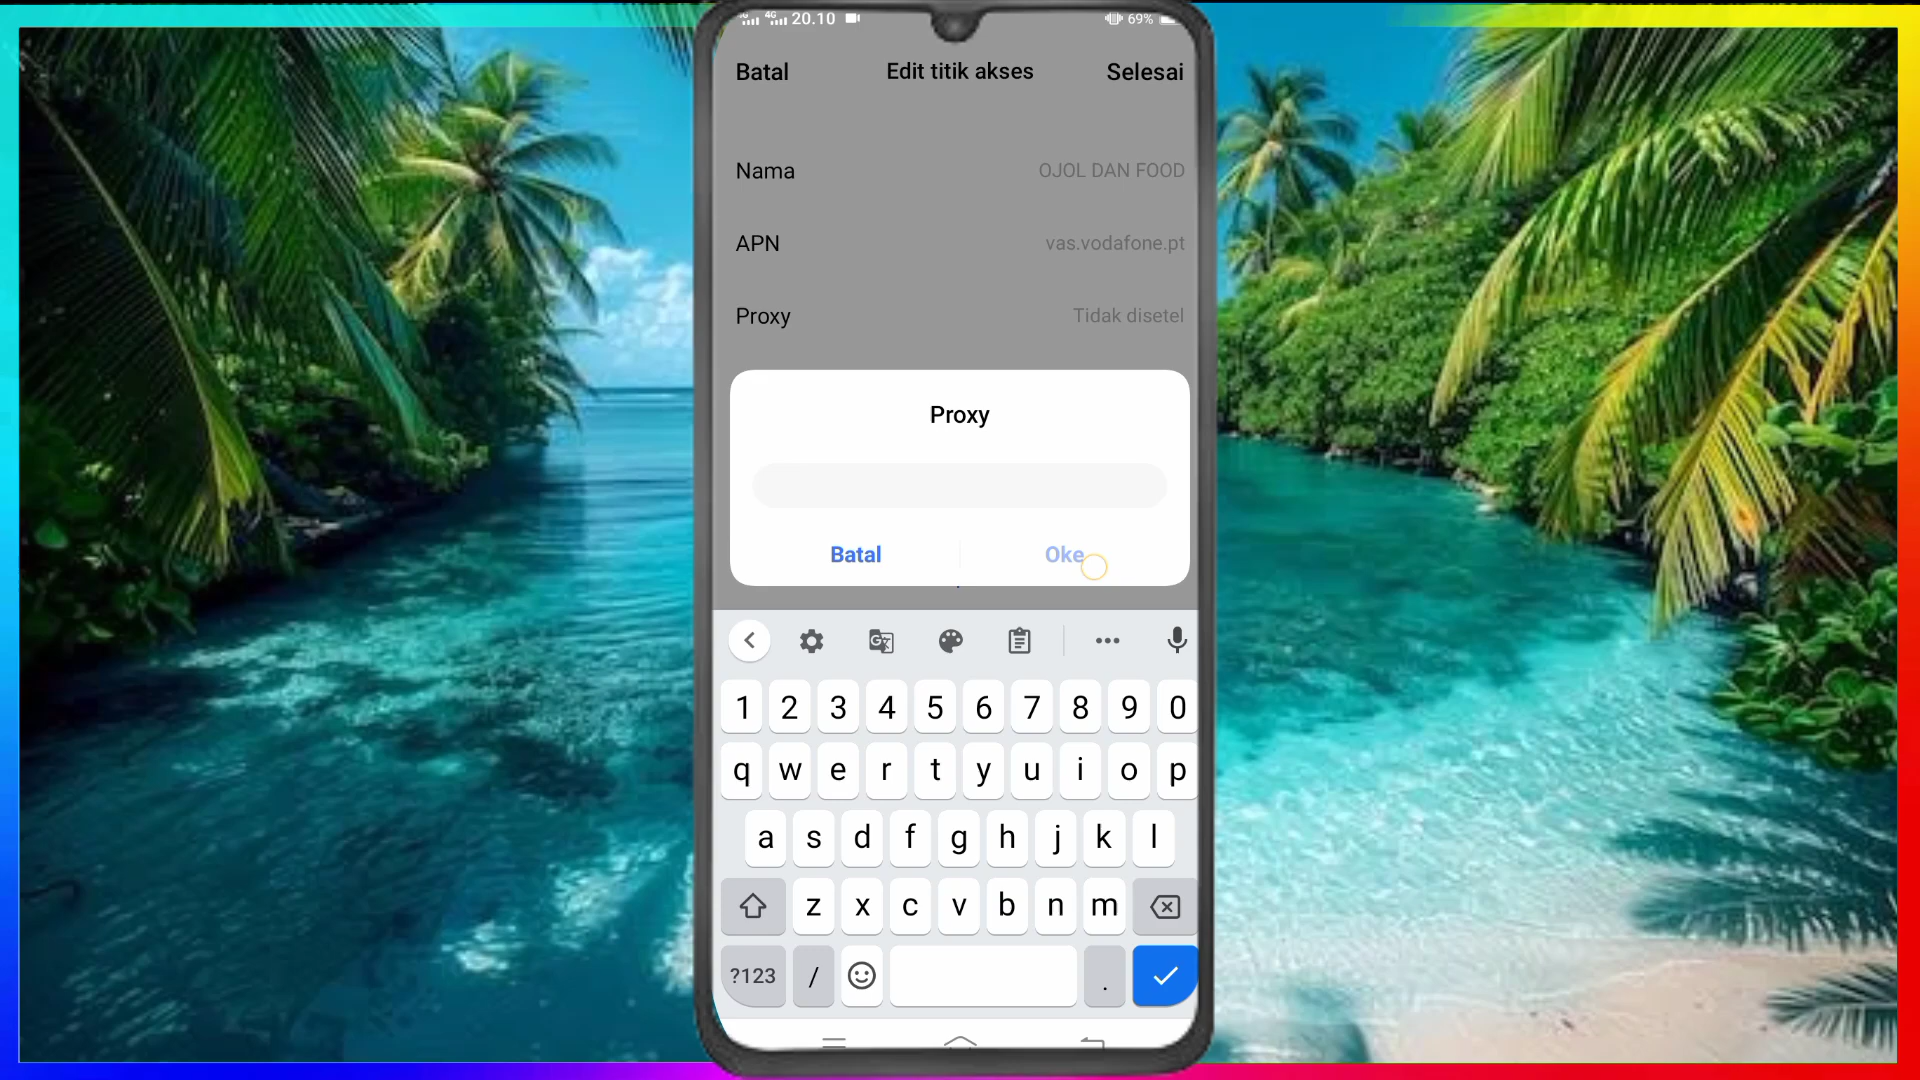 4G 20.10 69%
Batal Edit titik akses Selesai
Nama OJOL DAN FOOD
APN vas.vodafone.pt
Proxy Tidak disetel
Proxy
Batal Oke
1 2 3 4 5 6 7 8 9 0
q w e r t y u i o p
a s d f g h j k l
z x c v b n m
?123 / .